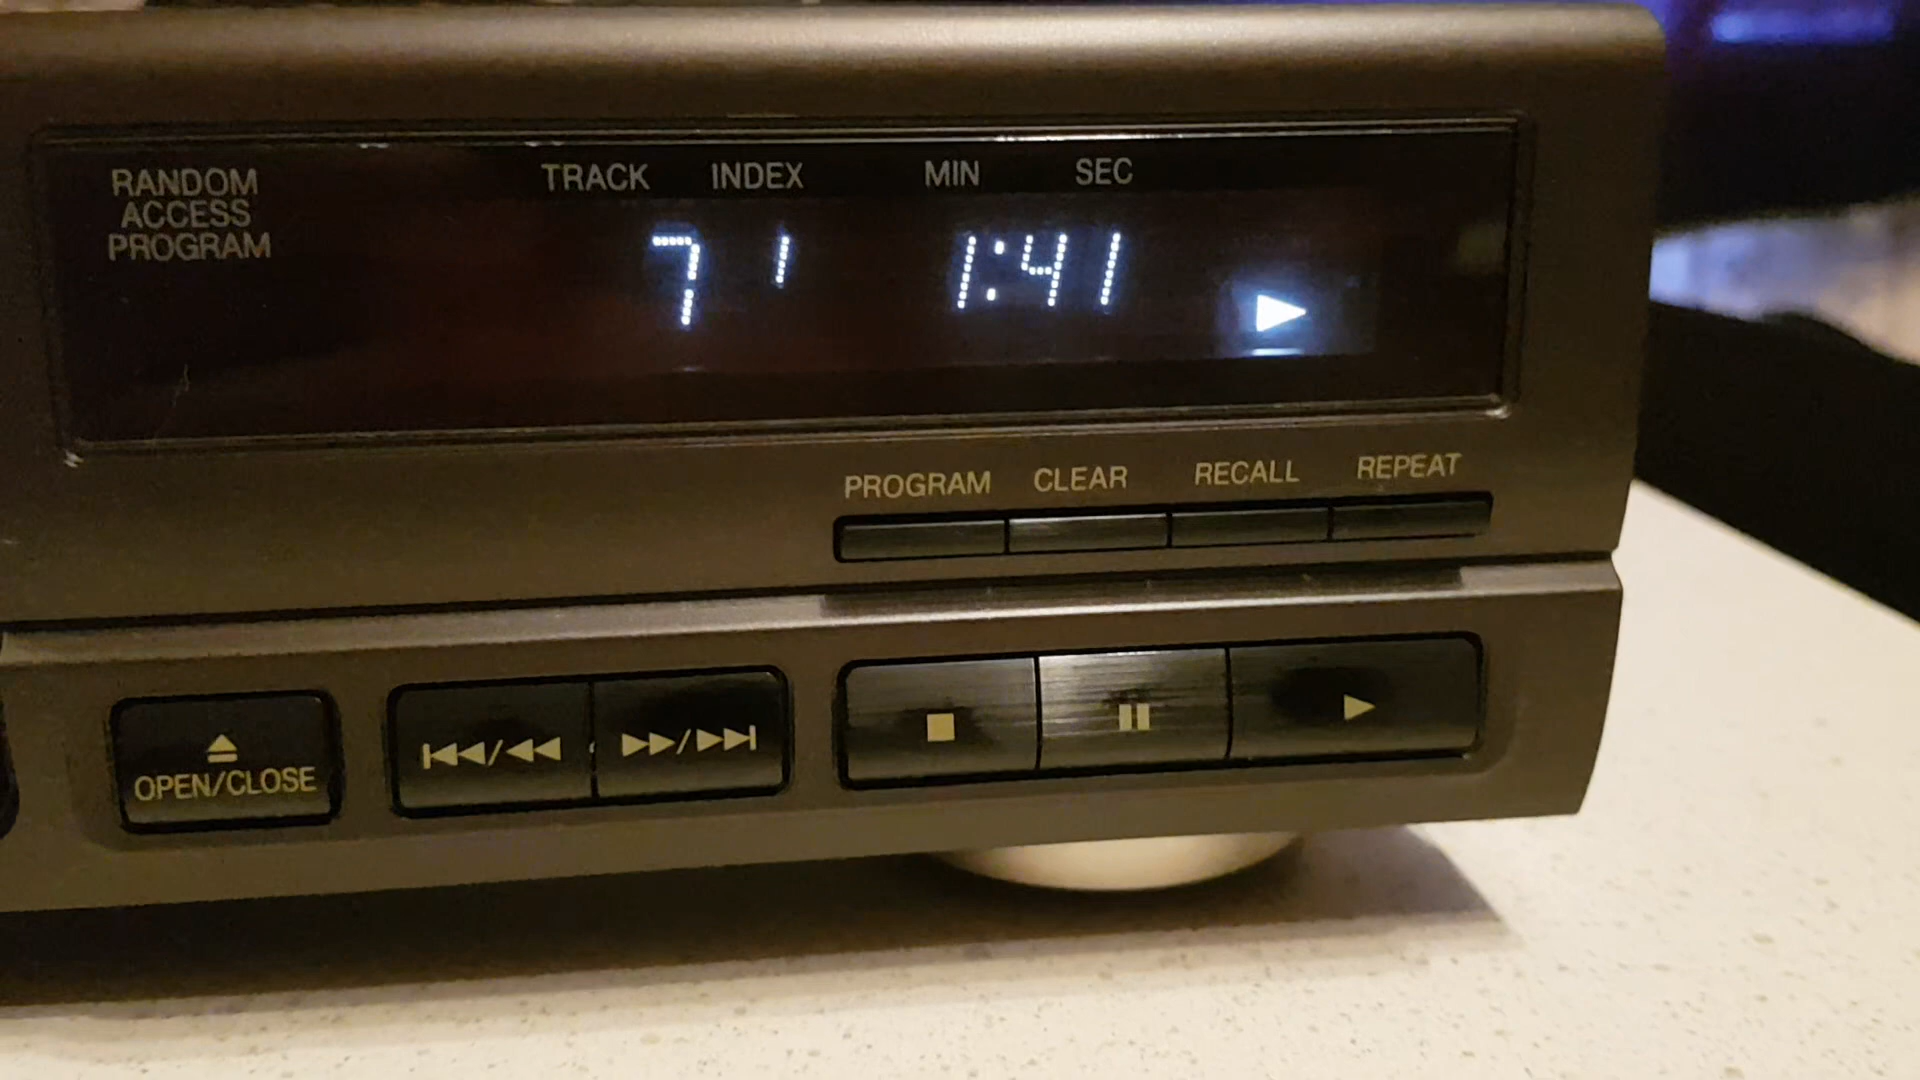 RANDOM
ACCESS
PROGRAM
TRACK INDEX MIN SEC
7 1 1:41
PROGRAM CLEAR RECALL REPEAT
OPEN/CLOSE